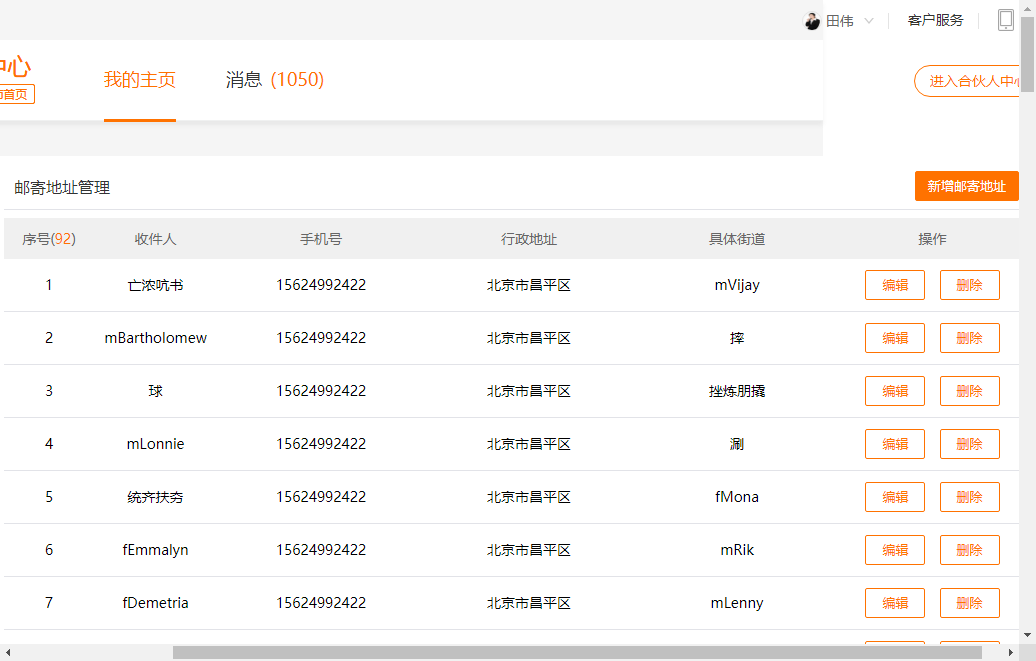 田伟
客户服务
中心
我的主页
消息 (1050)
首页
进入合伙人中心
邮寄地址管理
新增邮寄地址
序号(92) 收件人 手机号 行政地址 具体街道 操作
1 亡浓吭书 15624992422 北京市昌平区 mVijay 编辑 删除
2 mBartholomew 15624992422 北京市昌平区 摔 编辑 删除
3 球 15624992422 北京市昌平区 挫炼朋撬 编辑 删除
4 mLonnie 15624992422 北京市昌平区 涮 编辑 删除
5 统齐扶夯 15624992422 北京市昌平区 fMona 编辑 删除
6 fEmmalyn 15624992422 北京市昌平区 mRik 编辑 删除
7 fDemetria 15624992422 北京市昌平区 mLenny 编辑 删除